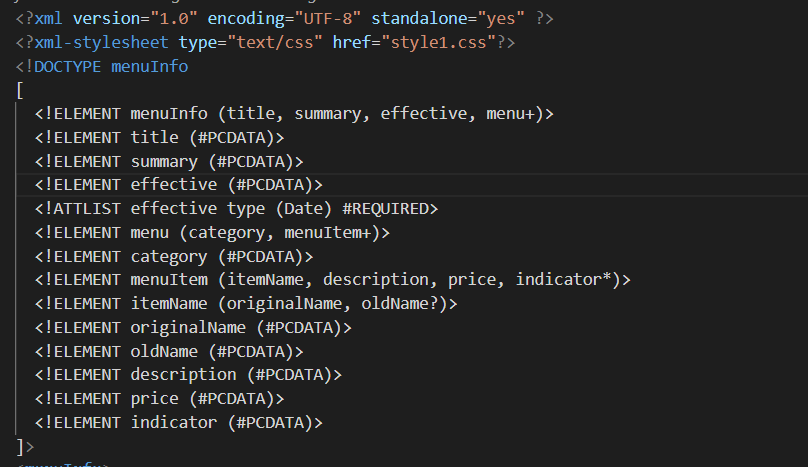 <?xml version="1.0" encoding="UTF-8" standalone="yes" ?>
<?xml-stylesheet type="text/css" href="style1.css"?>
<!DOCTYPE menuInfo
[
<!ELEMENT menuInfo (title, summary, effective, menu+)>
<!ELEMENT title (#PCDATA)>
<!ELEMENT summary (#PCDATA)>
<!ELEMENT effective (#PCDATA)>
<!ATTLIST effective type (Date) #REQUIRED>
<!ELEMENT menu (category, menuItem+)>
<!ELEMENT category (#PCDATA)>
<!ELEMENT menuItem (itemName, description, price, indicator*)>
<!ELEMENT itemName (originalName, oldName?)>
<!ELEMENT originalName (#PCDATA)>
<!ELEMENT oldName (#PCDATA)>
<!ELEMENT description (#PCDATA)>
<!ELEMENT price (#PCDATA)>
<!ELEMENT indicator (#PCDATA)>
]>
<menuInfo>